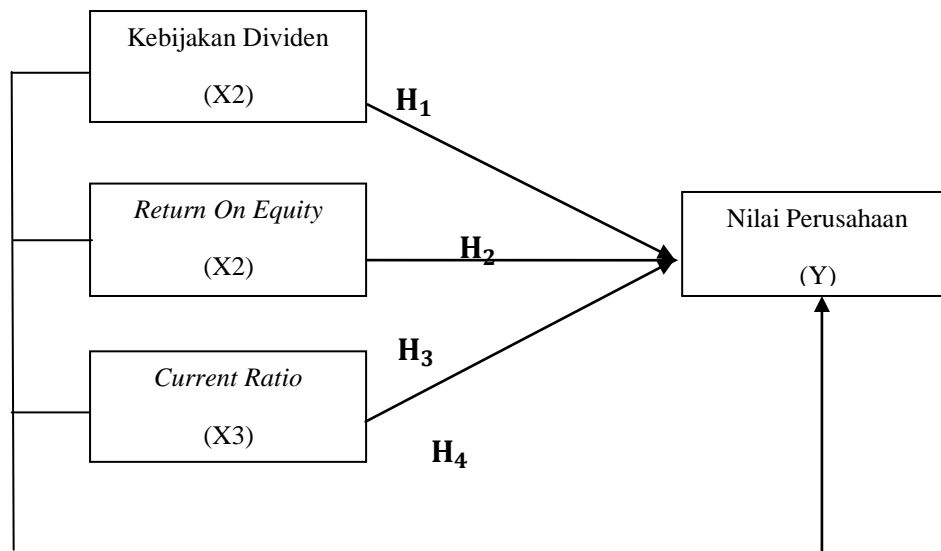 Kebijakan Dividen
(X2)
H₁
Return On Equity
(X2)
H₂
Nilai Perusahaan
(Y)
Current Ratio
(X3)
H₃
H₄